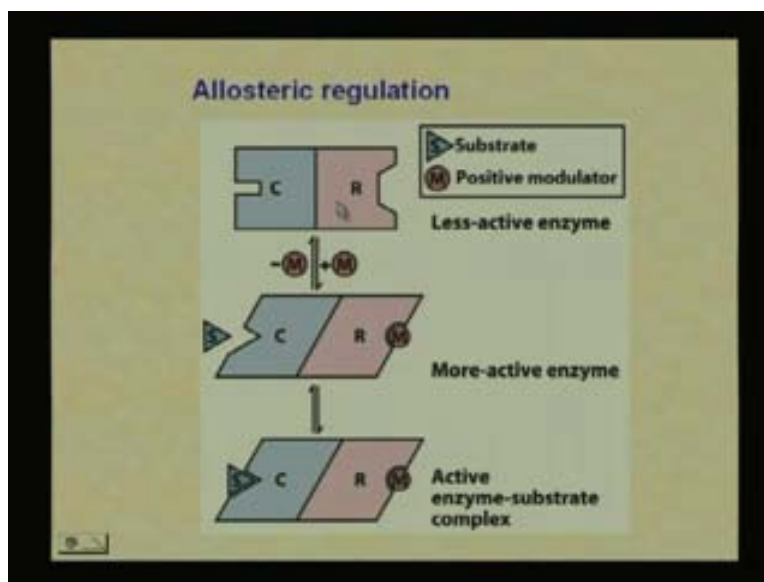 Allosteric regulation
S Substrate
M Positive modulator
C R
Less-active enzyme
-M +M
S C R M
More-active enzyme
S C R M
Active
enzyme-substrate
complex